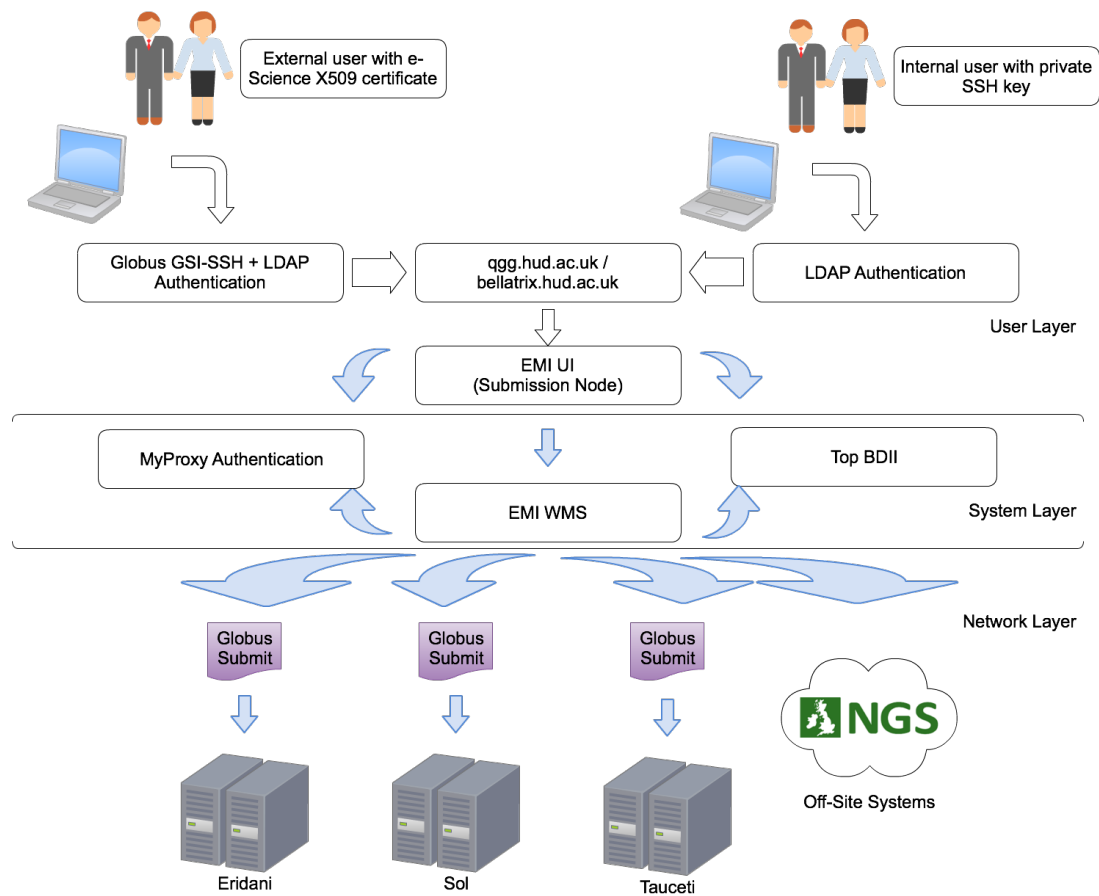 External user with e-
Science X509 certificate
Internal user with private
SSH key
Globus GSI-SSH + LDAP
Authentication
qgg.hud.ac.uk /
bellatrix.hud.ac.uk
LDAP Authentication
User Layer
EMI UI
(Submission Node)
MyProxy Authentication
Top BDII
EMI WMS
System Layer
Network Layer
Globus
Submit
Globus
Submit
Globus
Submit
NGS
Off-Site Systems
Eridani
Sol
Tauceti